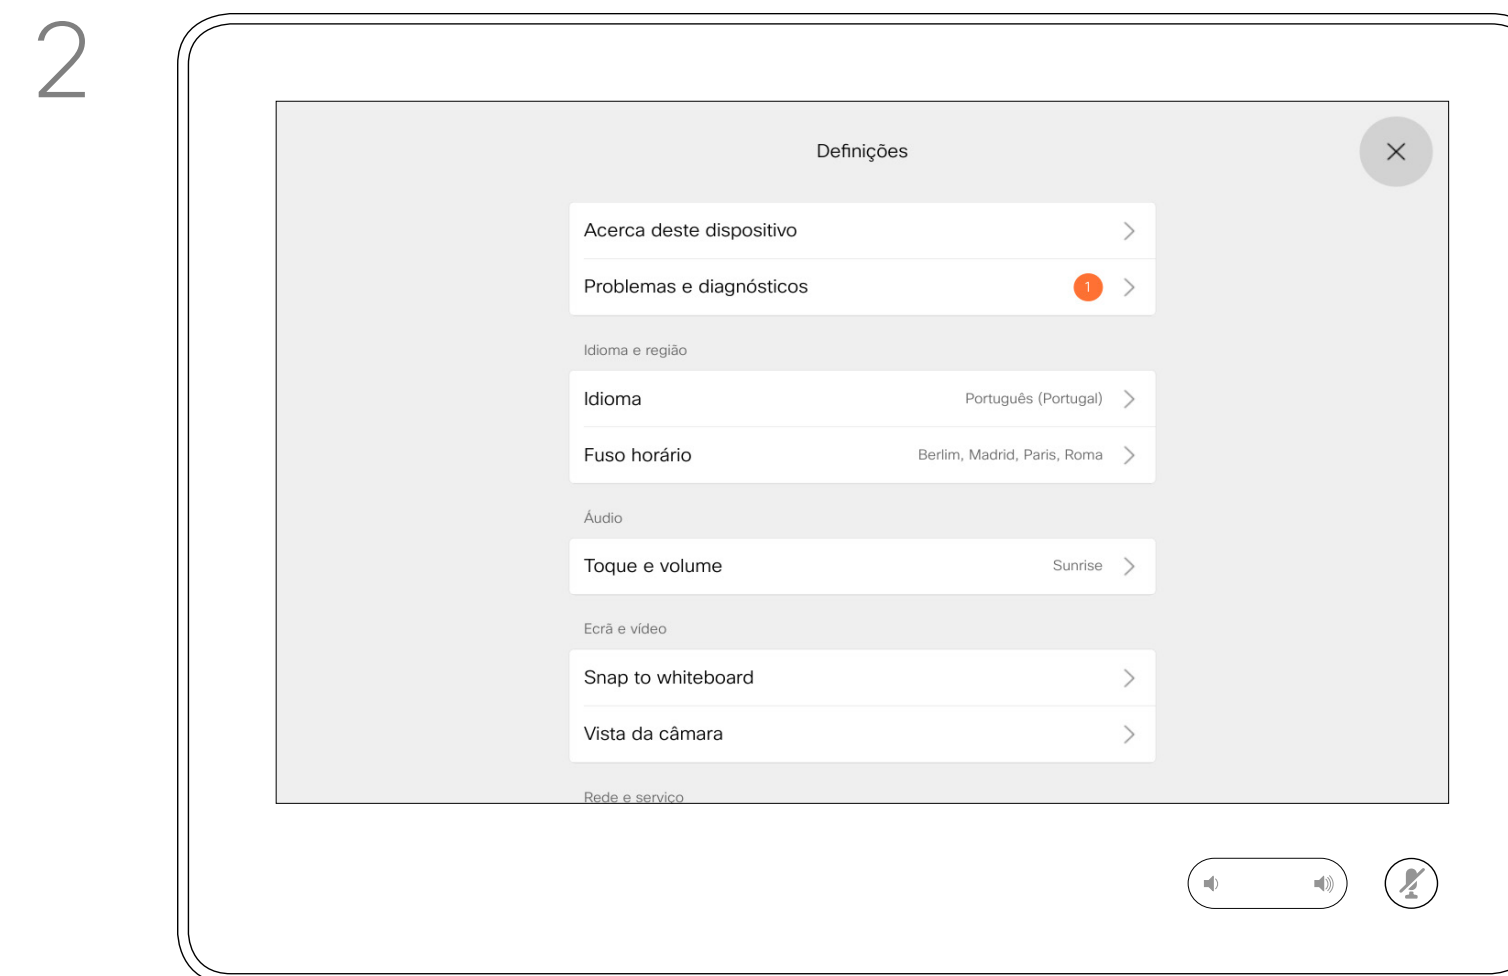 2
Definições
Acerca deste dispositivo
Problemas e diagnósticos 1
Idioma e região
Idioma Português (Portugal)
Fuso horário Berlim, Madrid, Paris, Roma
Áudio
Toque e volume Sunrise
Ecrã e vídeo
Snap to whiteboard
Vista da câmara
Rede e serviço